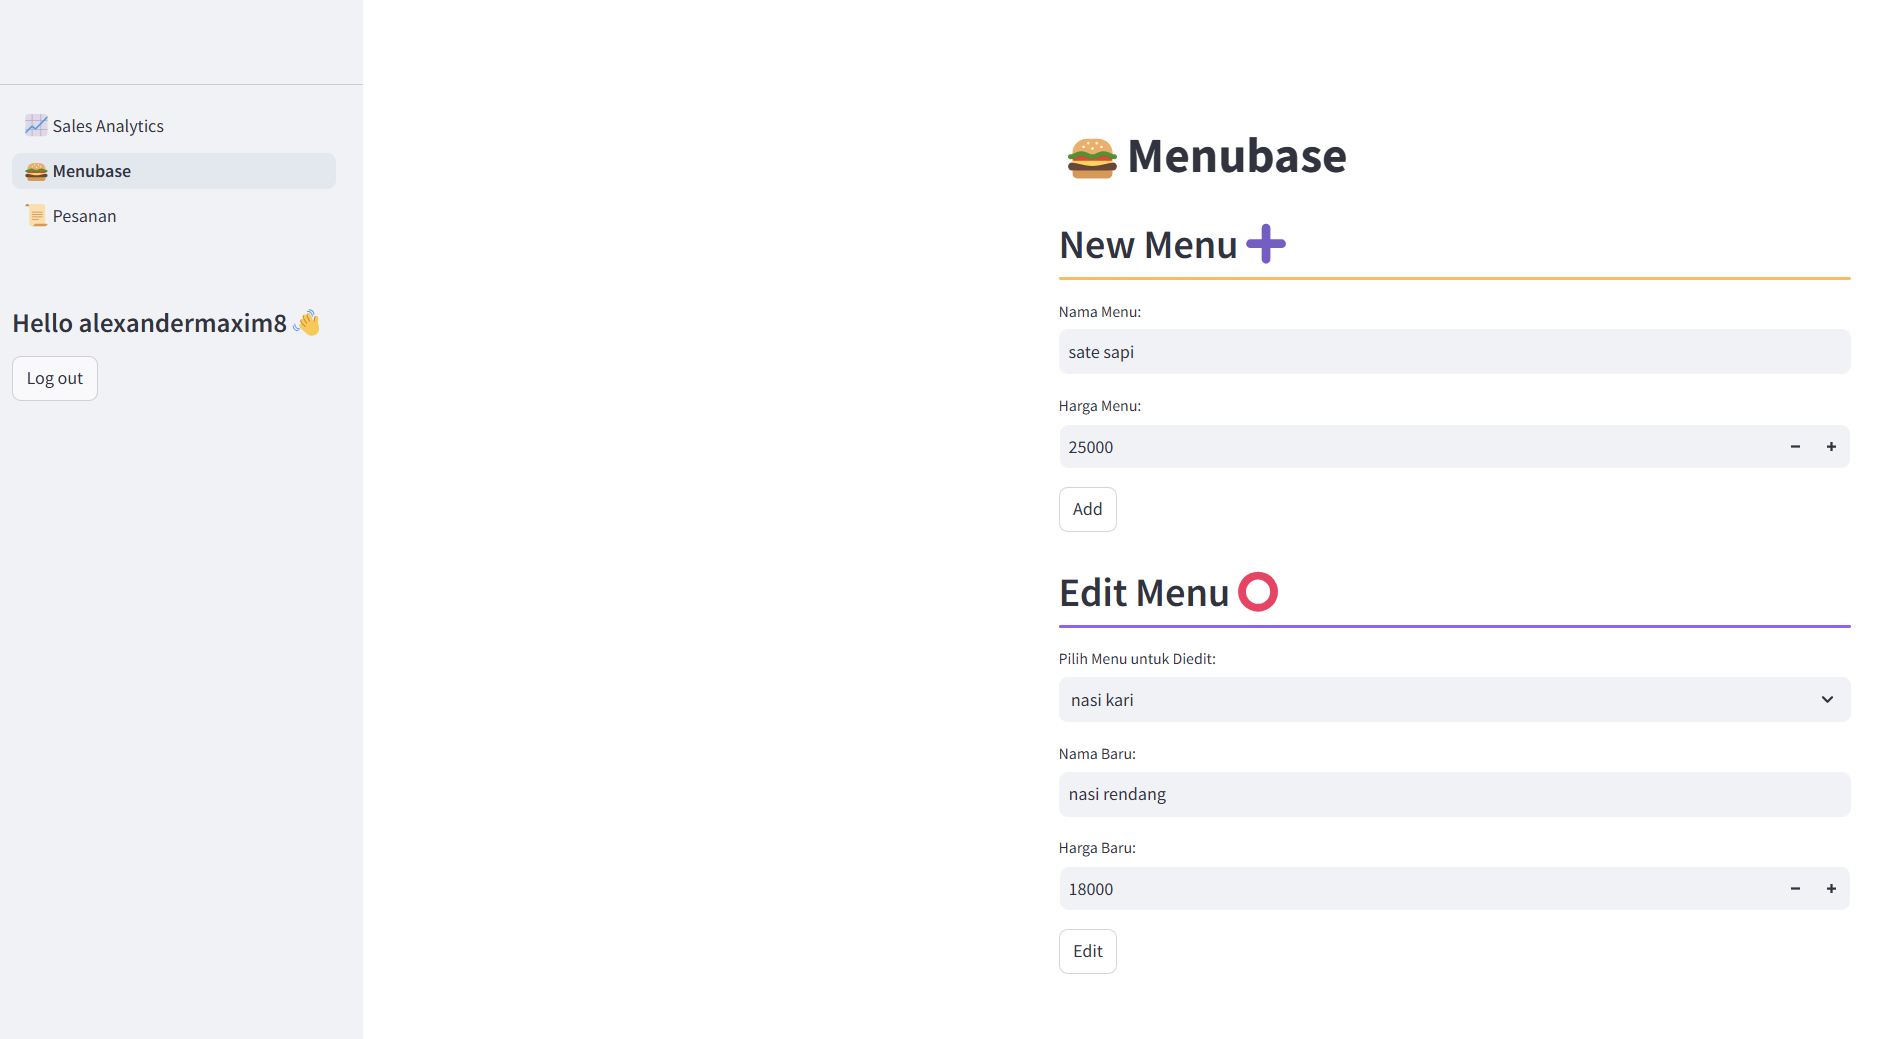 Sales Analytics
Menubase
Pesanan
Hello alexandermaxim8
Log out
Menubase
New Menu
Nama Menu:
sate sapi
Harga Menu:
25000
Add
Edit Menu
Pilih Menu untuk Diedit:
nasi kari
Nama Baru:
nasi rendang
Harga Baru:
18000
Edit